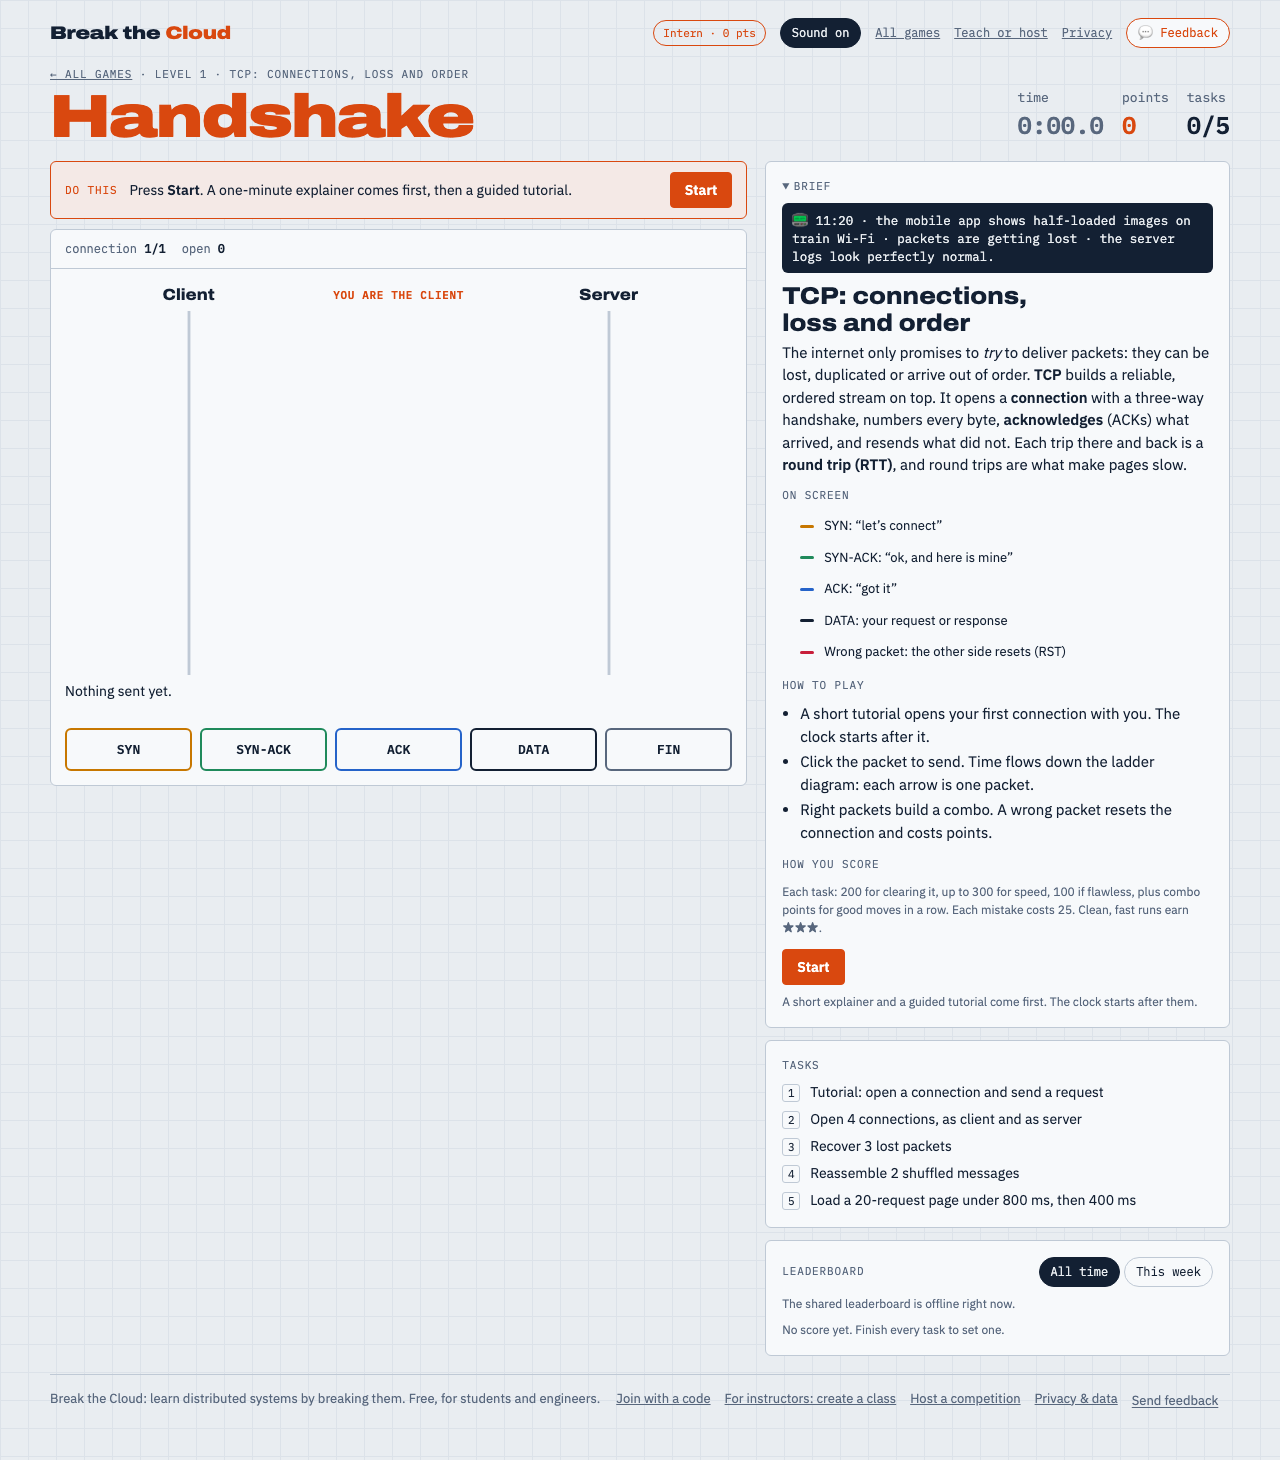 Break the Cloud
Intern · 0 pts
Sound on
All games
Teach or host
Privacy
💬 Feedback
← ALL GAMES · LEVEL 1 · TCP: CONNECTIONS, LOSS AND ORDER
Handshake
time
0:00.0
points
0
tasks
0/5
DO THIS Press Start. A one-minute explainer comes first, then a guided tutorial.
Start
connection 1/1 open 0
Client
YOU ARE THE CLIENT
Server
Nothing sent yet.
SYN
SYN-ACK
ACK
DATA
FIN
▼ BRIEF
11:20 · the mobile app shows half-loaded images on
train Wi-Fi · packets are getting lost · the server
logs look perfectly normal.
TCP: connections,
loss and order
The internet only promises to try to deliver packets: they can be
lost, duplicated or arrive out of order. TCP builds a reliable,
ordered stream on top. It opens a connection with a three-way
handshake, numbers every byte, acknowledges (ACKs) what
arrived, and resends what did not. Each trip there and back is a
round trip (RTT), and round trips are what make pages slow.
ON SCREEN
SYN: “let’s connect”
SYN-ACK: “ok, and here is mine”
ACK: “got it”
DATA: your request or response
Wrong packet: the other side resets (RST)
HOW TO PLAY
• A short tutorial opens your first connection with you. The
clock starts after it.
• Click the packet to send. Time flows down the ladder
diagram: each arrow is one packet.
• Right packets build a combo. A wrong packet resets the
connection and costs points.
HOW YOU SCORE
Each task: 200 for clearing it, up to 300 for speed, 100 if flawless, plus combo
points for good moves in a row. Each mistake costs 25. Clean, fast runs earn
★★★.
Start
A short explainer and a guided tutorial come first. The clock starts after them.
TASKS
1 Tutorial: open a connection and send a request
2 Open 4 connections, as client and as server
3 Recover 3 lost packets
4 Reassemble 2 shuffled messages
5 Load a 20-request page under 800 ms, then 400 ms
LEADERBOARD
All time
This week
The shared leaderboard is offline right now.
No score yet. Finish every task to set one.
Break the Cloud: learn distributed systems by breaking them. Free, for students and engineers.
Join with a code
For instructors: create a class
Host a competition
Privacy & data
Send feedback